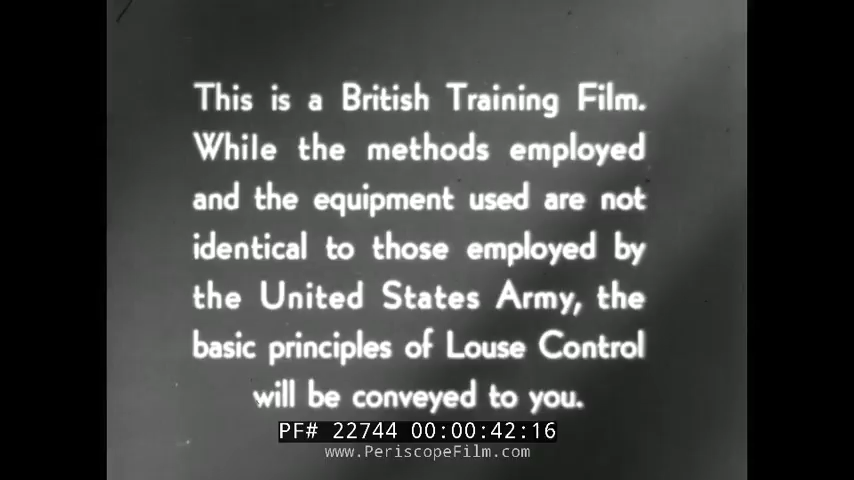 This is a British Training Film.
While the methods employed
and the equipment used are not
identical to those employed by
the United States Army, the
basic principles of Louse Control
will be conveyed to you.
PF# 22744 00:00:42:16
www.PeriscopeFilm.com